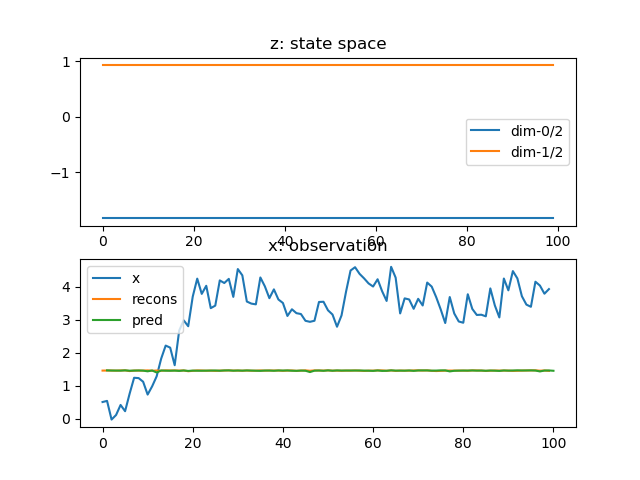 z: state space
1
0
−1
dim-0/2
dim-1/2
0 20 40 60 80 100
x: observation
4
3
2
1
0
x
recons
pred
0 20 40 60 80 100